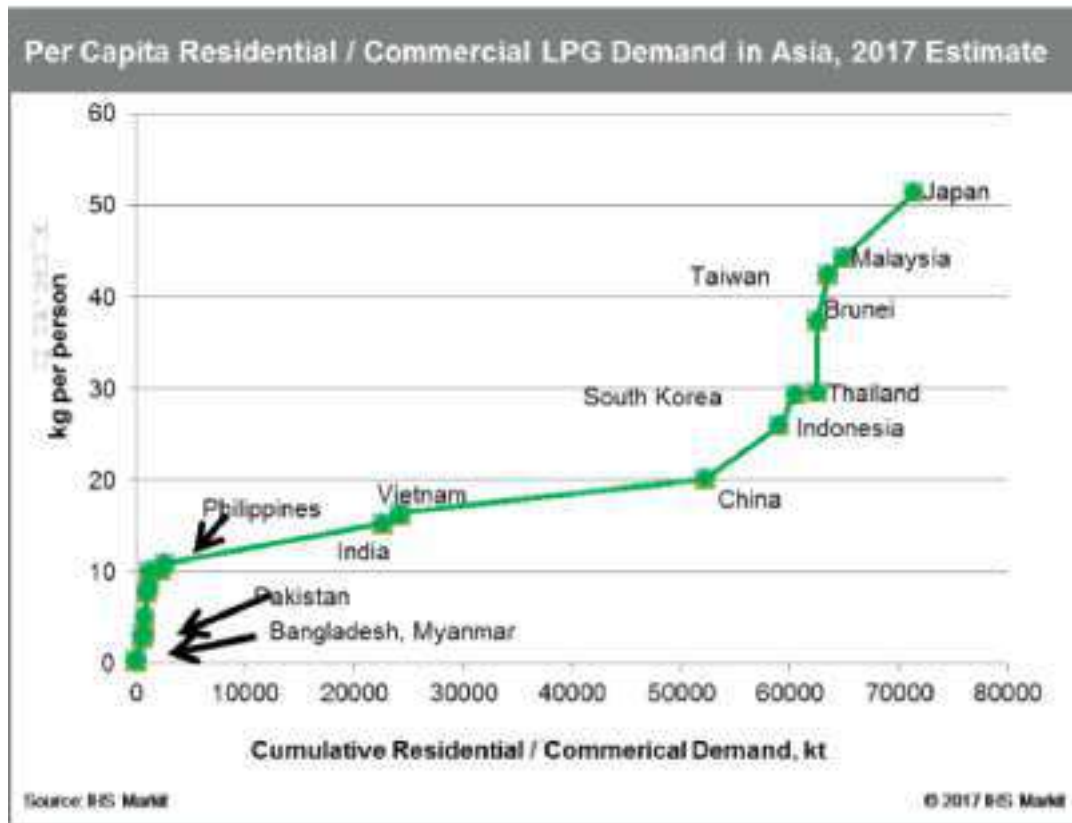 Per Capita Residential / Commercial LPG Demand in Asia, 2017 Estimate
60
50
40
30
20
10
0
kg per person
Japan
Malaysia
Taiwan
Brunei
South Korea
Thailand
Indonesia
China
Vietnam
India
Philippines
Pakistan
Bangladesh, Myanmar
0 10000 20000 30000 40000 50000 60000 70000 80000
Cumulative Residential / Commerical Demand, kt
Source: IHS Markit
© 2017 IHS Markit